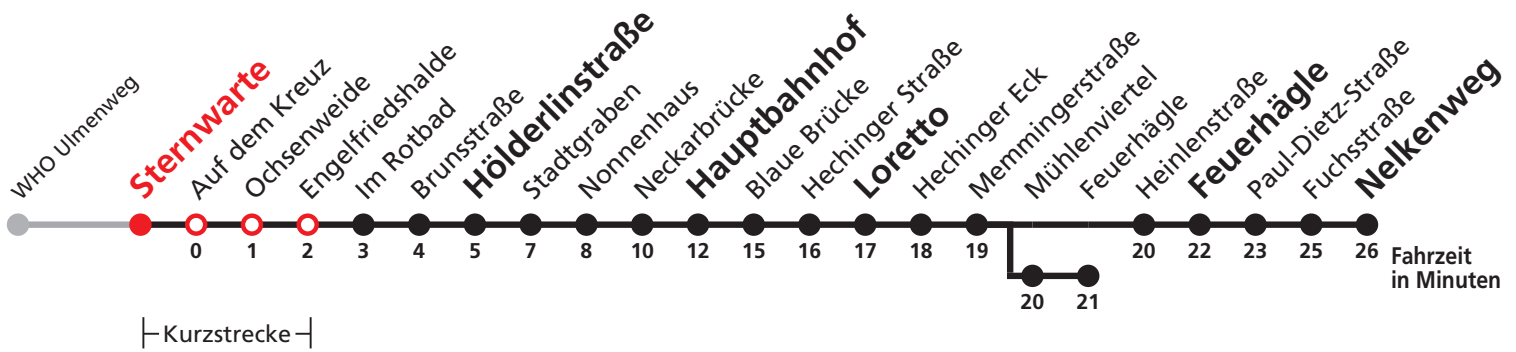 WHO Ulmenweg
Sternwarte
Auf dem Kreuz
Ochsenweide
Engelfriedshalde
Im Rotbad
Brunsstraße
Hölderlinstraße
Stadtgraben
Nonnenhaus
Neckarbrücke
Hauptbahnhof
Blaue Brücke
Hechinger Straße
Loretto
Hechinger Eck
Memmingerstraße
Mühlenviertel
Feuerhägle
Heinlenstraße
Feuerhägle
Paul-Dietz-Straße
Fuchsstraße
Nelkenweg
0 1 2 3 4 5 7 8 10 12 15 16 17 18 19 20 22 23 25 26
Fahrzeit
in Minuten
20 21
Kurzstrecke